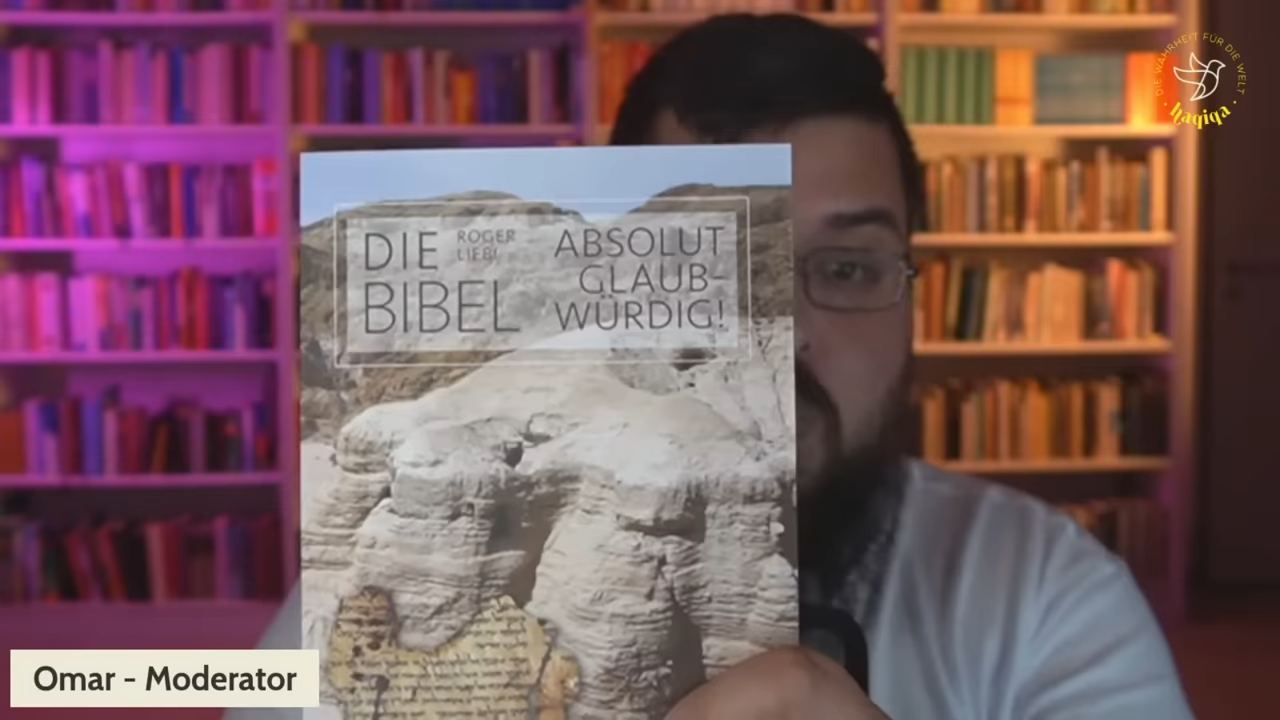 DIE
BIBEL
ROGER
LIEBI
ABSOLUT
GLAUB-
WÜRDIG!
DIE WAHRHEIT FÜR DIE WELT
haqiqa
Omar - Moderator